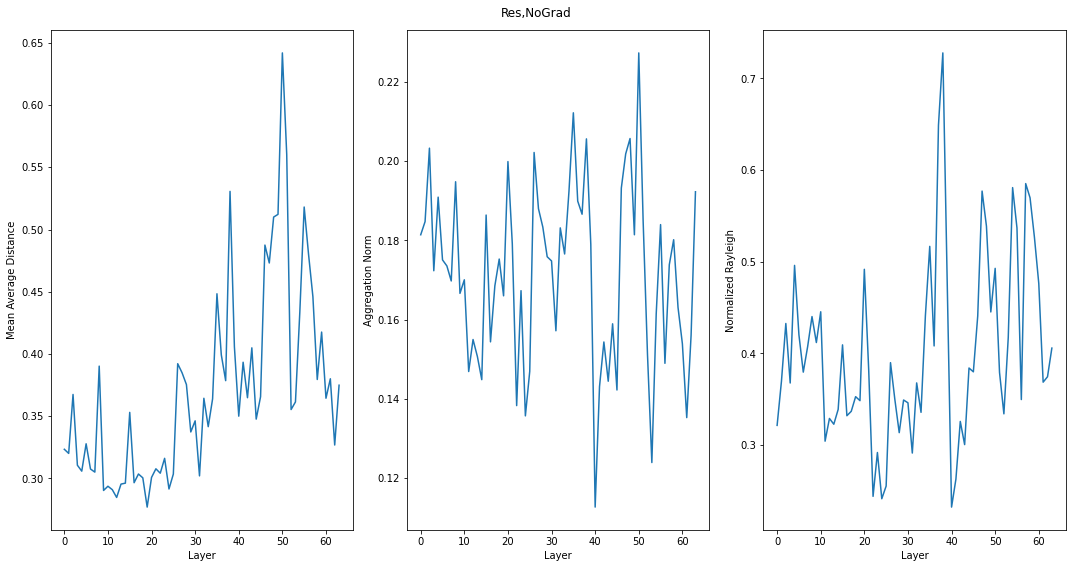 Res,NoGrad
Mean Average Distance
0.65
0.60
0.55
0.50
0.45
0.40
0.35
0.30
0 10 20 30 40 50 60
Layer
Aggregation Norm
0.22
0.20
0.18
0.16
0.14
0.12
0 10 20 30 40 50 60
Layer
Normalized Rayleigh
0.7
0.6
0.5
0.4
0.3
0 10 20 30 40 50 60
Layer